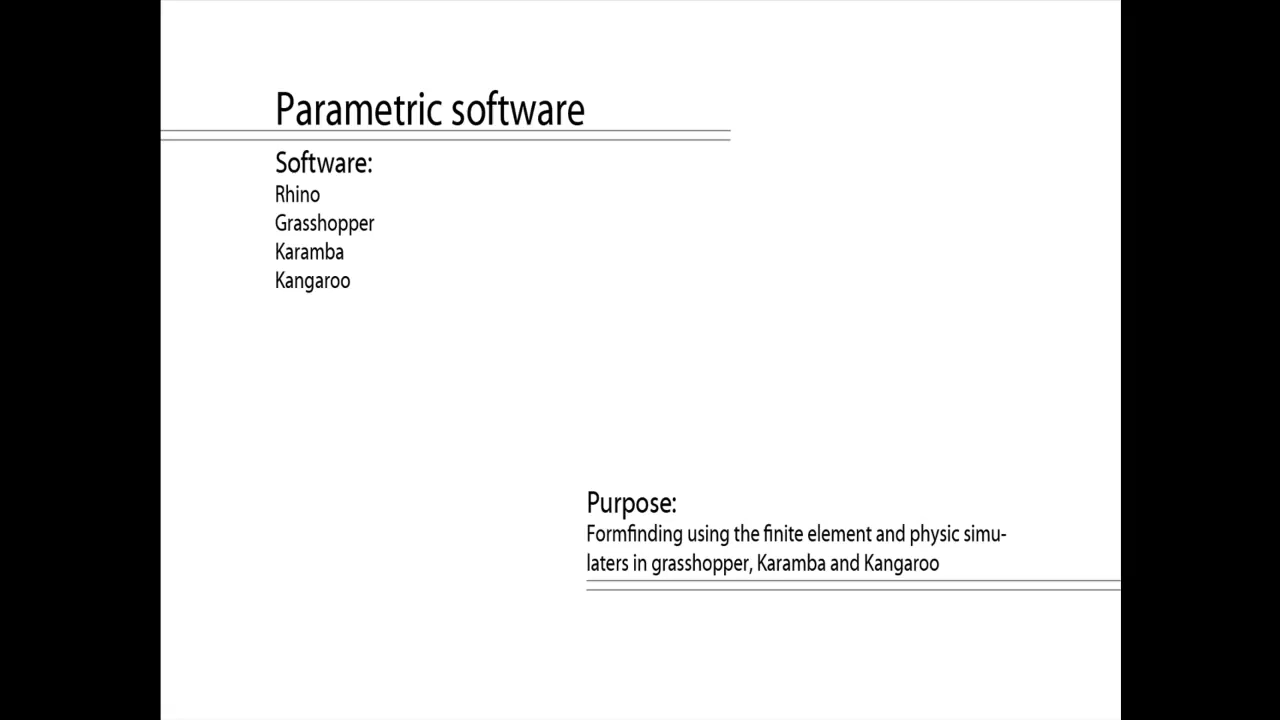 Parametric software
Software:
Rhino
Grasshopper
Karamba
Kangaroo
Purpose:
Formfinding using the finite element and physic simu-
laters in grasshopper, Karamba and Kangaroo